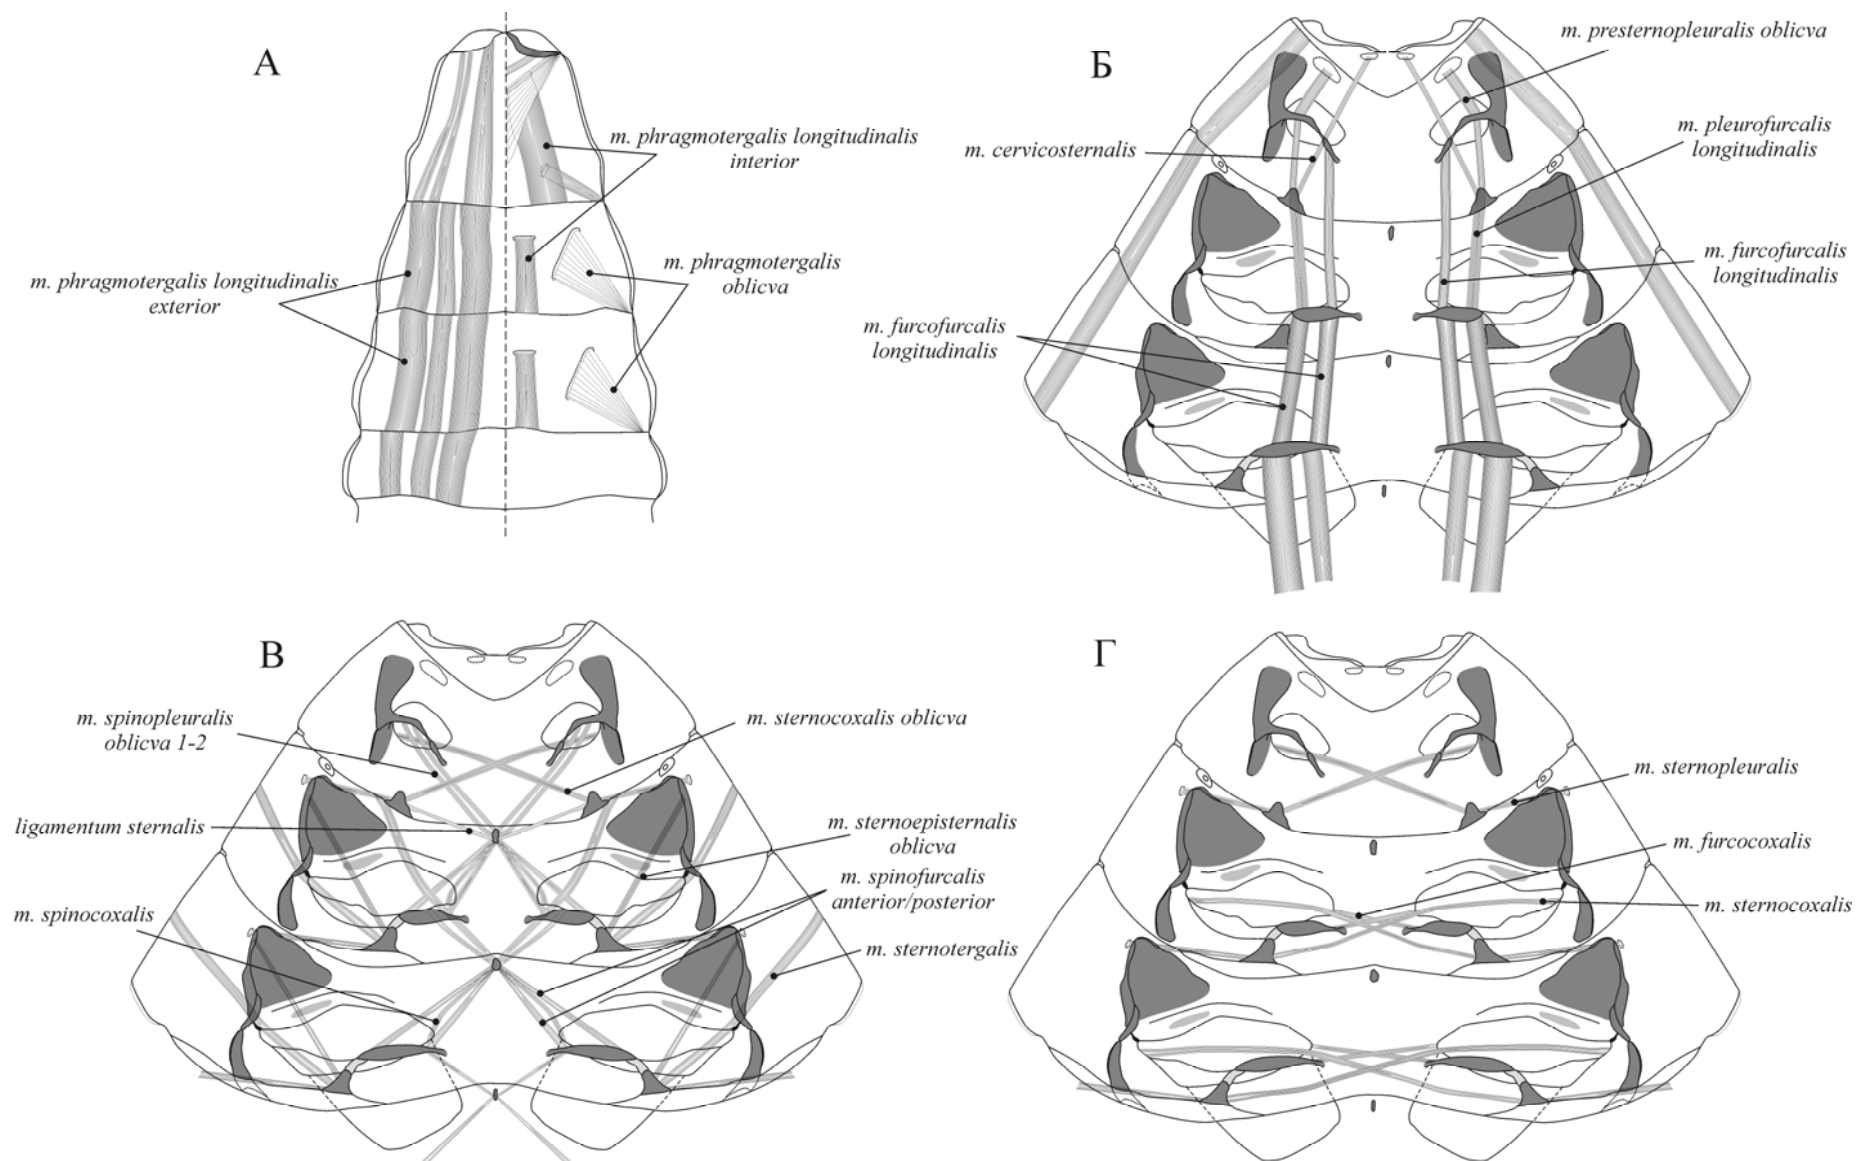 А
m. phragmotergalis longitudinalis
interior
m. phragmotergalis
oblicva
m. phragmotergalis longitudinalis
exterior
Б
m. presternopleuralis oblicva
m. pleurofurcalis
longitudinalis
m. cervicosternalis
m. furcofurcalis
longitudinalis
m. furcofurcalis
longitudinalis
В
m. spinopleuralis
oblicva 1-2
m. sternocoxalis oblicva
ligamentum sternalis
m. sternoepisternalis
oblicva
m. spinofurcalis
anterior/posterior
m. spinocoxalis
m. sternotergalis
Г
m. sternopleuralis
m. furcocoxalis
m. sternocoxalis